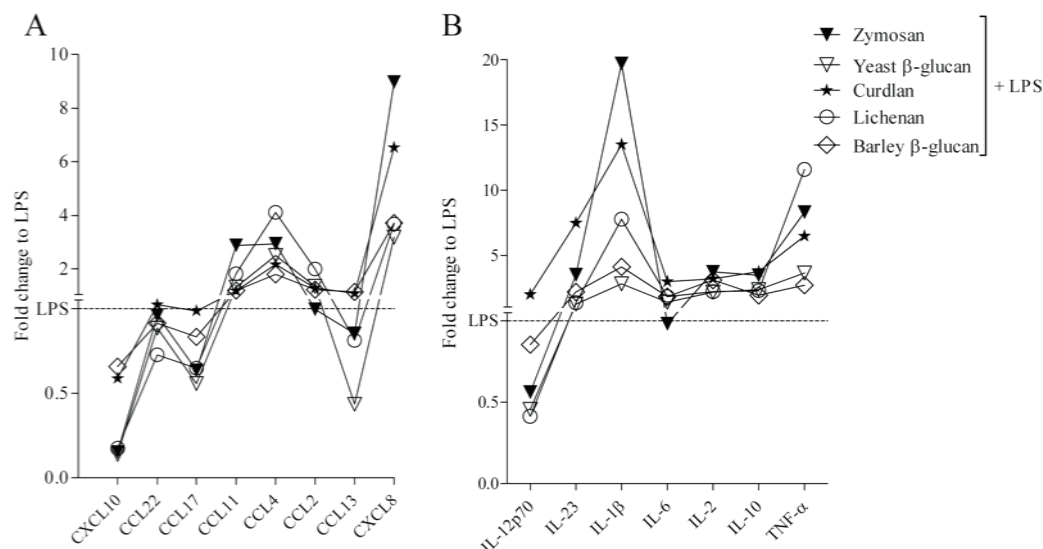 A
Fold change to LPS
10
8
6
4
2
LPS
0.5
0.0
CXCL10
CCL22
CCL17
CCL11
CCL4
CCL2
CCL13
CXCL8
B
Fold change to LPS
20
15
10
5
LPS
0.5
0.0
IL-12p70
IL-23
IL-1β
IL-6
IL-2
IL-10
TNF-α
Zymosan
Yeast β-glucan
Curdlan
Lichenan
Barley β-glucan
+ LPS